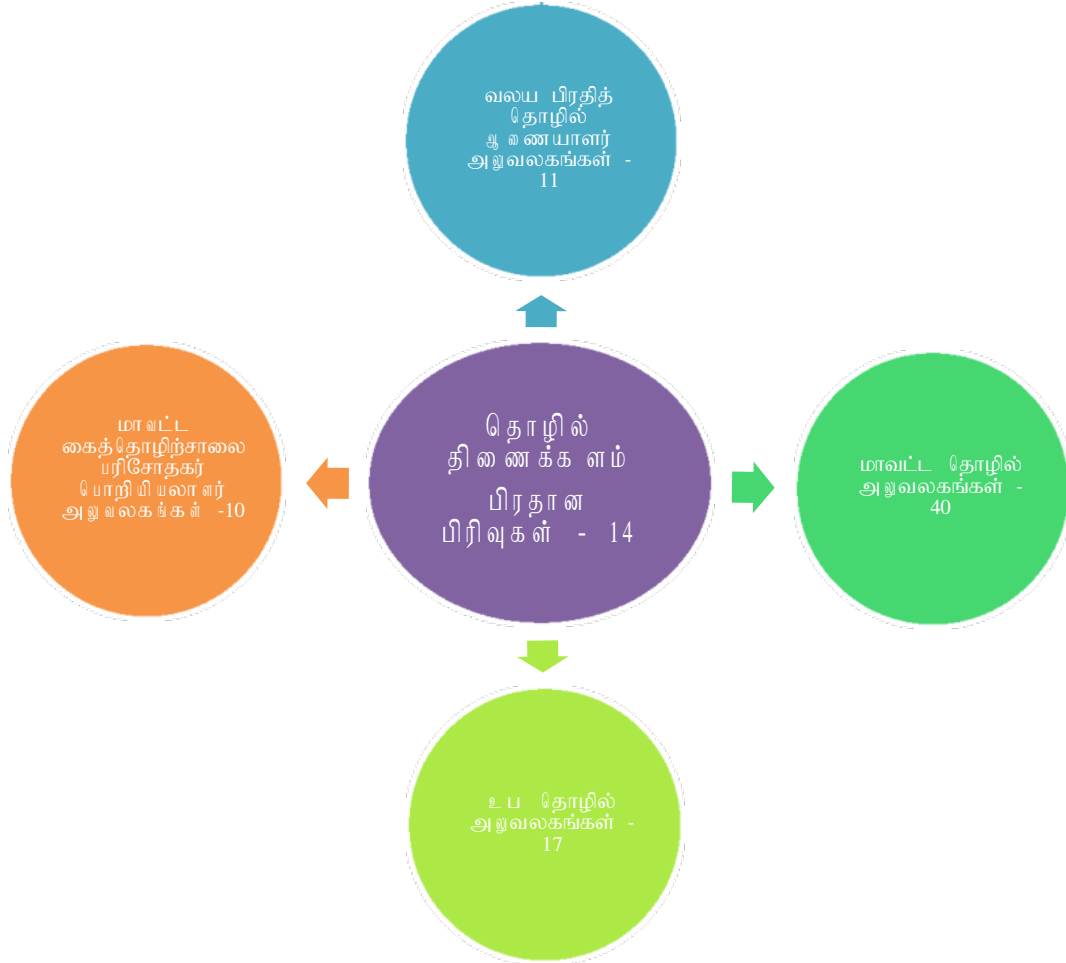 வலய பிரதித்
தொழில்
ஆணையாளர்
அலுவலகங்கள் -
11
மாவட்ட
கைத்தொழிற்சாலை
பரிசோதகர்
பொறியியலாளர்
அலுவலகங்கள் -10
தொழில்
திணைக்களம்
பிரதான
பிரிவுகள் - 14
மாவட்ட தொழில்
அலுவலகங்கள் -
40
உப தொழில்
அலுவலகங்கள் -
17